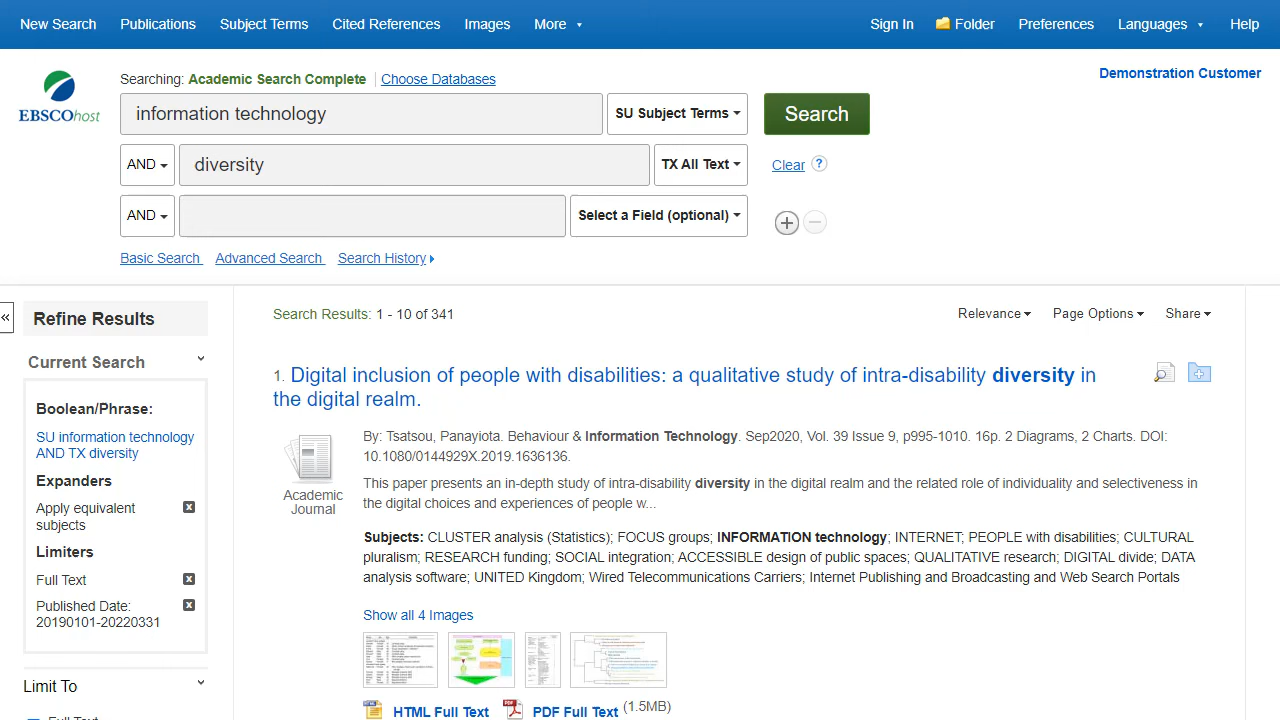 New Search Publications Subject Terms Cited References Images More Sign In Folder Preferences Languages Help
Searching: Academic Search Complete Choose Databases Demonstration Customer
EBSCOhost
information technology SU Subject Terms Search
AND diversity TX All Text Clear ?
AND Select a Field (optional)
Basic Search Advanced Search Search History
«
Refine Results
Current Search
Boolean/Phrase:
SU information technology
AND TX diversity
Expanders
Apply equivalent
subjects
Limiters
Full Text
Published Date:
20190101-20220331
Limit To
Full Text
Search Results: 1 - 10 of 341 Relevance Page Options Share
1. Digital inclusion of people with disabilities: a qualitative study of intra-disability diversity in
the digital realm.
Academic
Journal
By: Tsatsou, Panayiota. Behaviour & Information Technology. Sep2020, Vol. 39 Issue 9, p995-1010. 16p. 2 Diagrams, 2 Charts. DOI:
10.1080/0144929X.2019.1636136.
This paper presents an in-depth study of intra-disability diversity in the digital realm and the related role of individuality and selectiveness in
the digital choices and experiences of people w...
Subjects: CLUSTER analysis (Statistics); FOCUS groups; INFORMATION technology; INTERNET; PEOPLE with disabilities; CULTURAL
pluralism; RESEARCH funding; SOCIAL integration; ACCESSIBLE design of public spaces; QUALITATIVE research; DIGITAL divide; DATA
analysis software; UNITED Kingdom; Wired Telecommunications Carriers; Internet Publishing and Broadcasting and Web Search Portals
Show all 4 Images
HTML Full Text PDF Full Text (1.5MB)